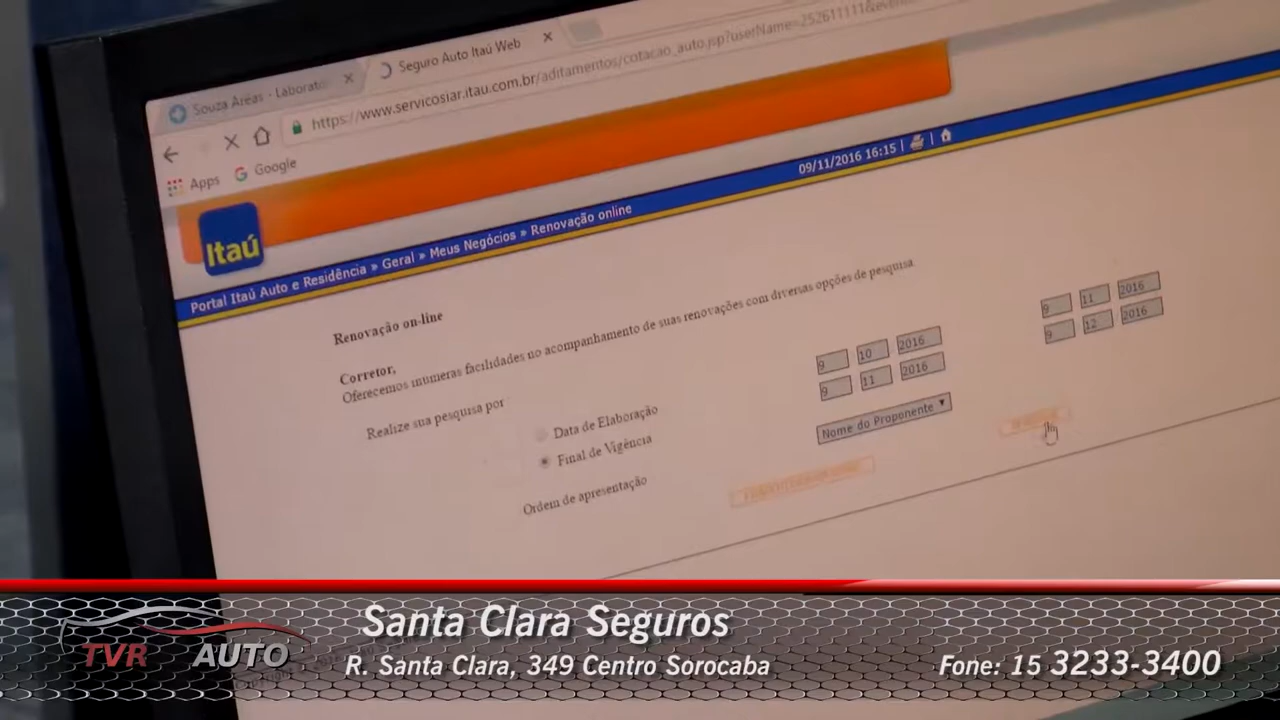 Souza Areas - Laborato
Seguro Auto Itaú Web
https://www.servicosiar.itau.com.br/aditamentos/cotacao_auto.jsp?userName=252611111&
Apps
Google
Itaú
09/11/2016 16:15 |
Portal Itaú Auto e Residência » Geral » Meus Negócios » Renovação online
Renovação on-line
Corretor,
Oferecemos inúmeras facilidades no acompanhamento de suas renovações com diversas opções de pesquisa
Realize sua pesquisa por
Data de Elaboração
9 10 2016
9 11 2016
Final de Vigência
9 11 2016
9 12 2016
Ordem de apresentação
Nome do Proponente
TVR AUTO
Santa Clara Seguros
R. Santa Clara, 349 Centro Sorocaba
Fone: 15 3233-3400